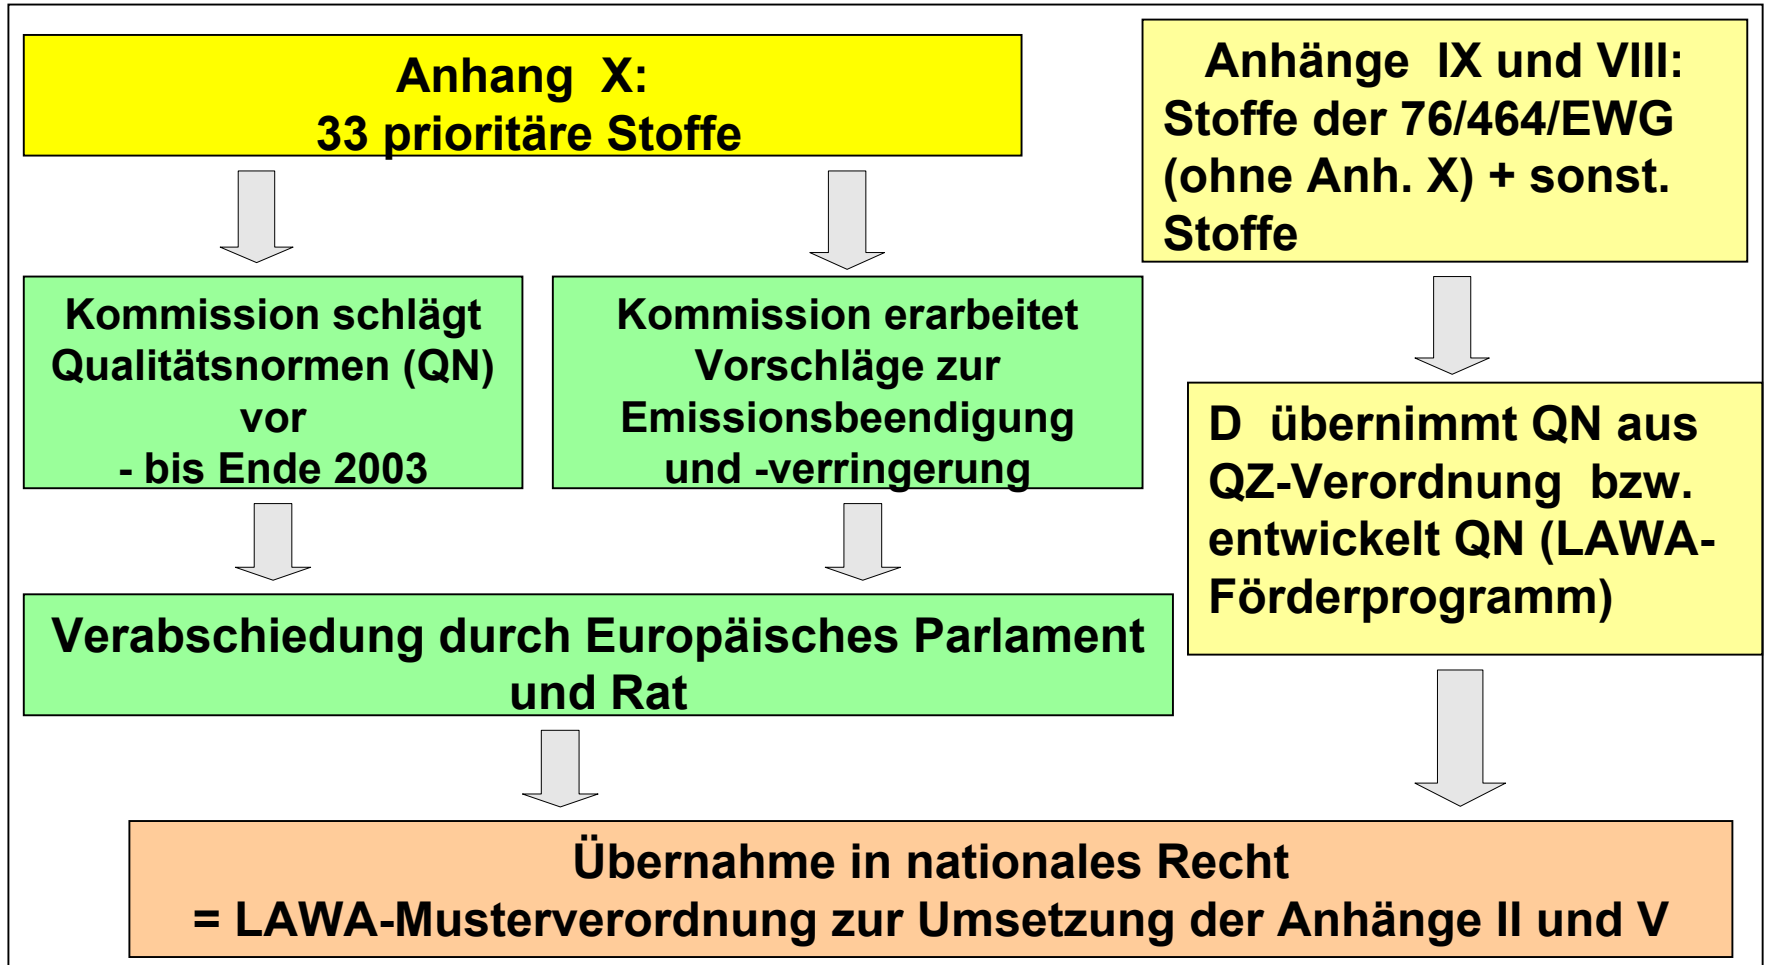 Anhang X:
33 prioritäre Stoffe
Anhänge IX und VIII:
Stoffe der 76/464/EWG
(ohne Anh. X) + sonst.
Stoffe
Kommission schlägt
Qualitätsnormen (QN)
vor
- bis Ende 2003
Kommission erarbeitet
Vorschläge zur
Emissionsbeendigung
und -verringerung
D übernimmt QN aus
QZ-Verordnung bzw.
entwickelt QN (LAWA-
Förderprogramm)
Verabschiedung durch Europäisches Parlament
und Rat
Übernahme in nationales Recht
= LAWA-Musterverordnung zur Umsetzung der Anhänge II und V